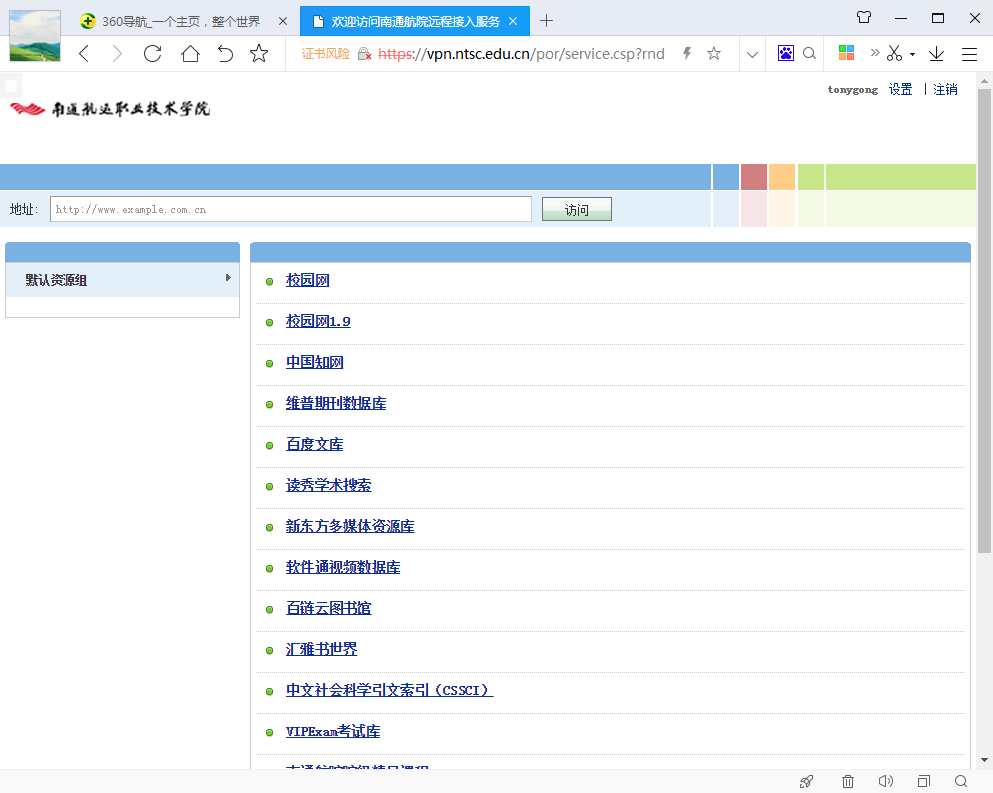 360导航_一个主页，整个世界
欢迎访问南通航院远程接入服务
证书风险 https://vpn.ntsc.edu.cn/por/service.csp?rnd
tonygong 设置 | 注销
南通航运职业技术学院
地址： http://www.example.com.cn 访问
默认资源组
校园网
校园网1.9
中国知网
维普期刊数据库
百度文库
读秀学术搜索
新东方多媒体资源库
软件通视频数据库
百链云图书馆
汇雅书世界
中文社会科学引文索引（CSSCI）
VIPExam考试库